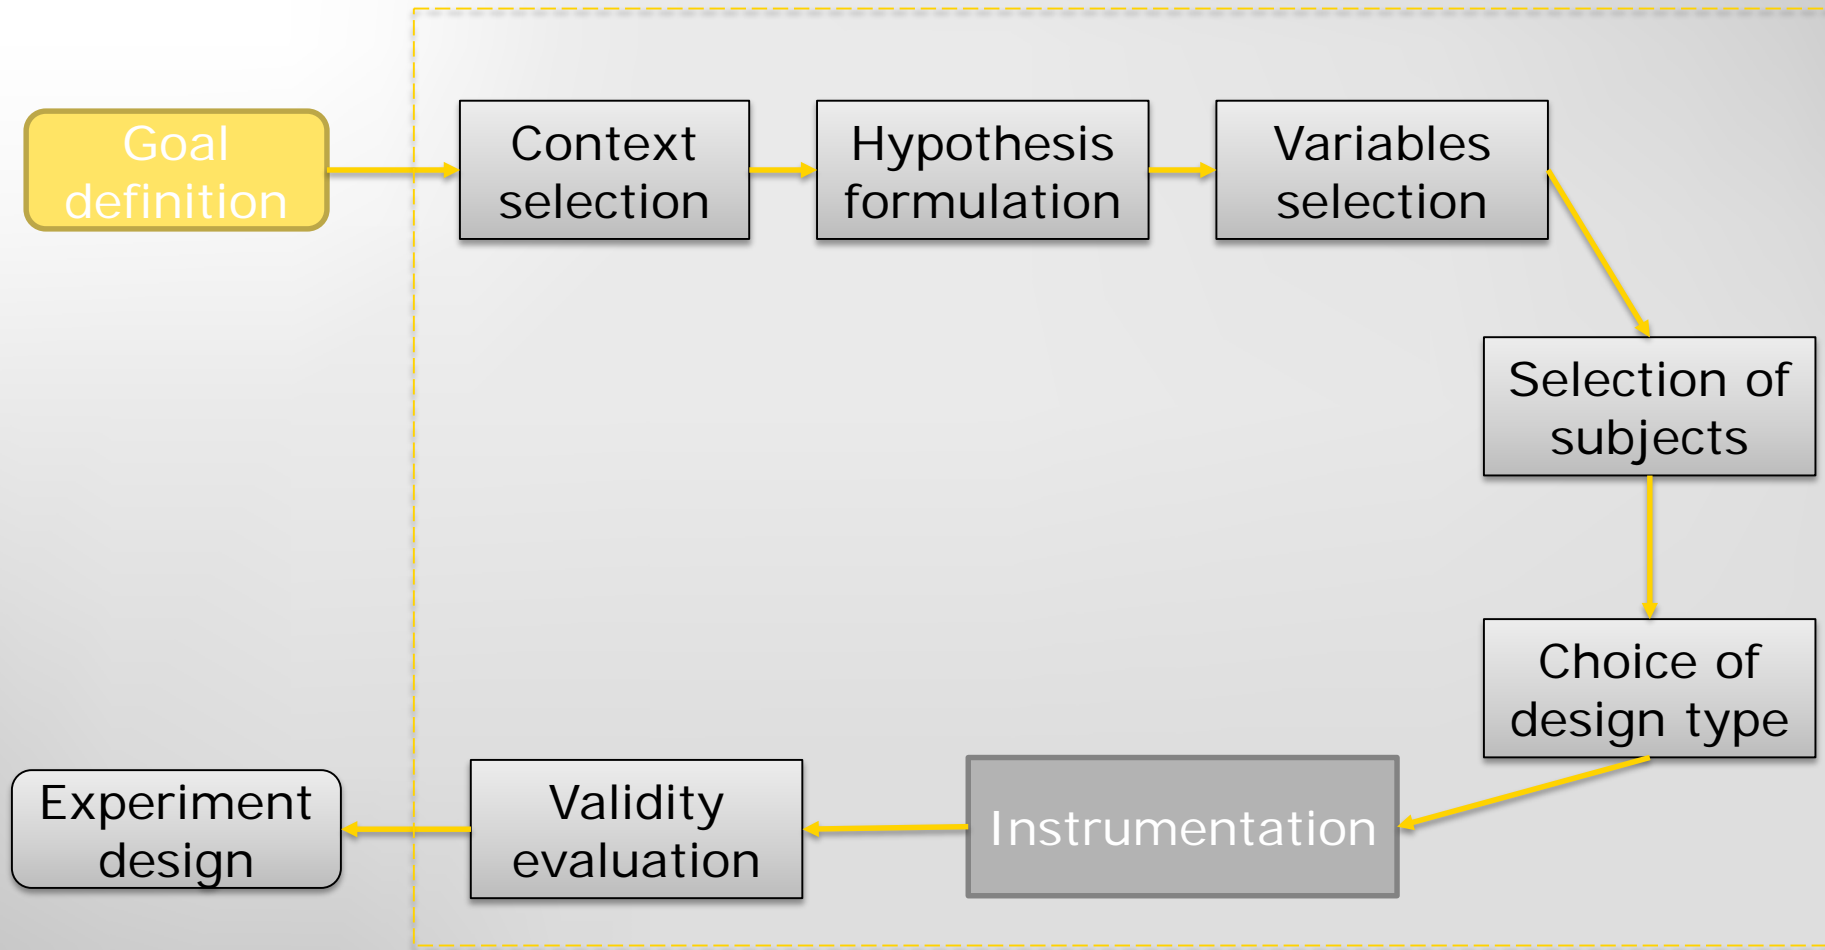 Goal
definition
Context
selection
Hypothesis
formulation
Variables
selection
Selection of
subjects
Choice of
design type
Instrumentation
Validity
evaluation
Experiment
design